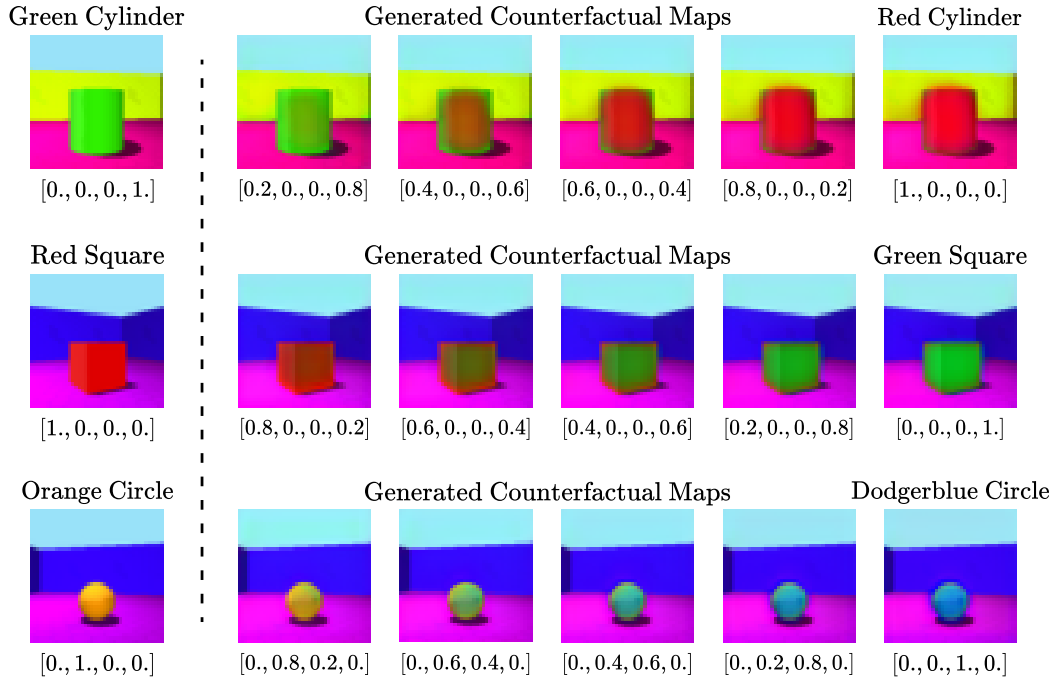 Green Cylinder
Generated Counterfactual Maps
Red Cylinder
[0., 0., 0., 1.]
[0.2, 0., 0., 0.8]
[0.4, 0., 0., 0.6]
[0.6, 0., 0., 0.4]
[0.8, 0., 0., 0.2]
[1., 0., 0., 0.]
Red Square
Generated Counterfactual Maps
Green Square
[1., 0., 0., 0.]
[0.8, 0., 0., 0.2]
[0.6, 0., 0., 0.4]
[0.4, 0., 0., 0.6]
[0.2, 0., 0., 0.8]
[0., 0., 0., 1.]
Orange Circle
Generated Counterfactual Maps
Dodgerblue Circle
[0., 1., 0., 0.]
[0., 0.8, 0.2, 0.]
[0., 0.6, 0.4, 0.]
[0., 0.4, 0.6, 0.]
[0., 0.2, 0.8, 0.]
[0., 0., 1., 0.]